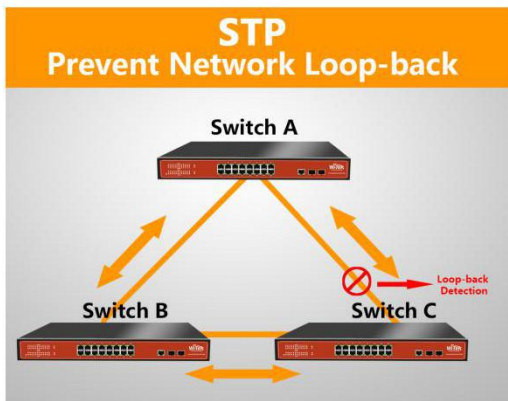 STP
Prevent Network Loop-back
Switch A
Loop-back
Detection
Switch B
Switch C